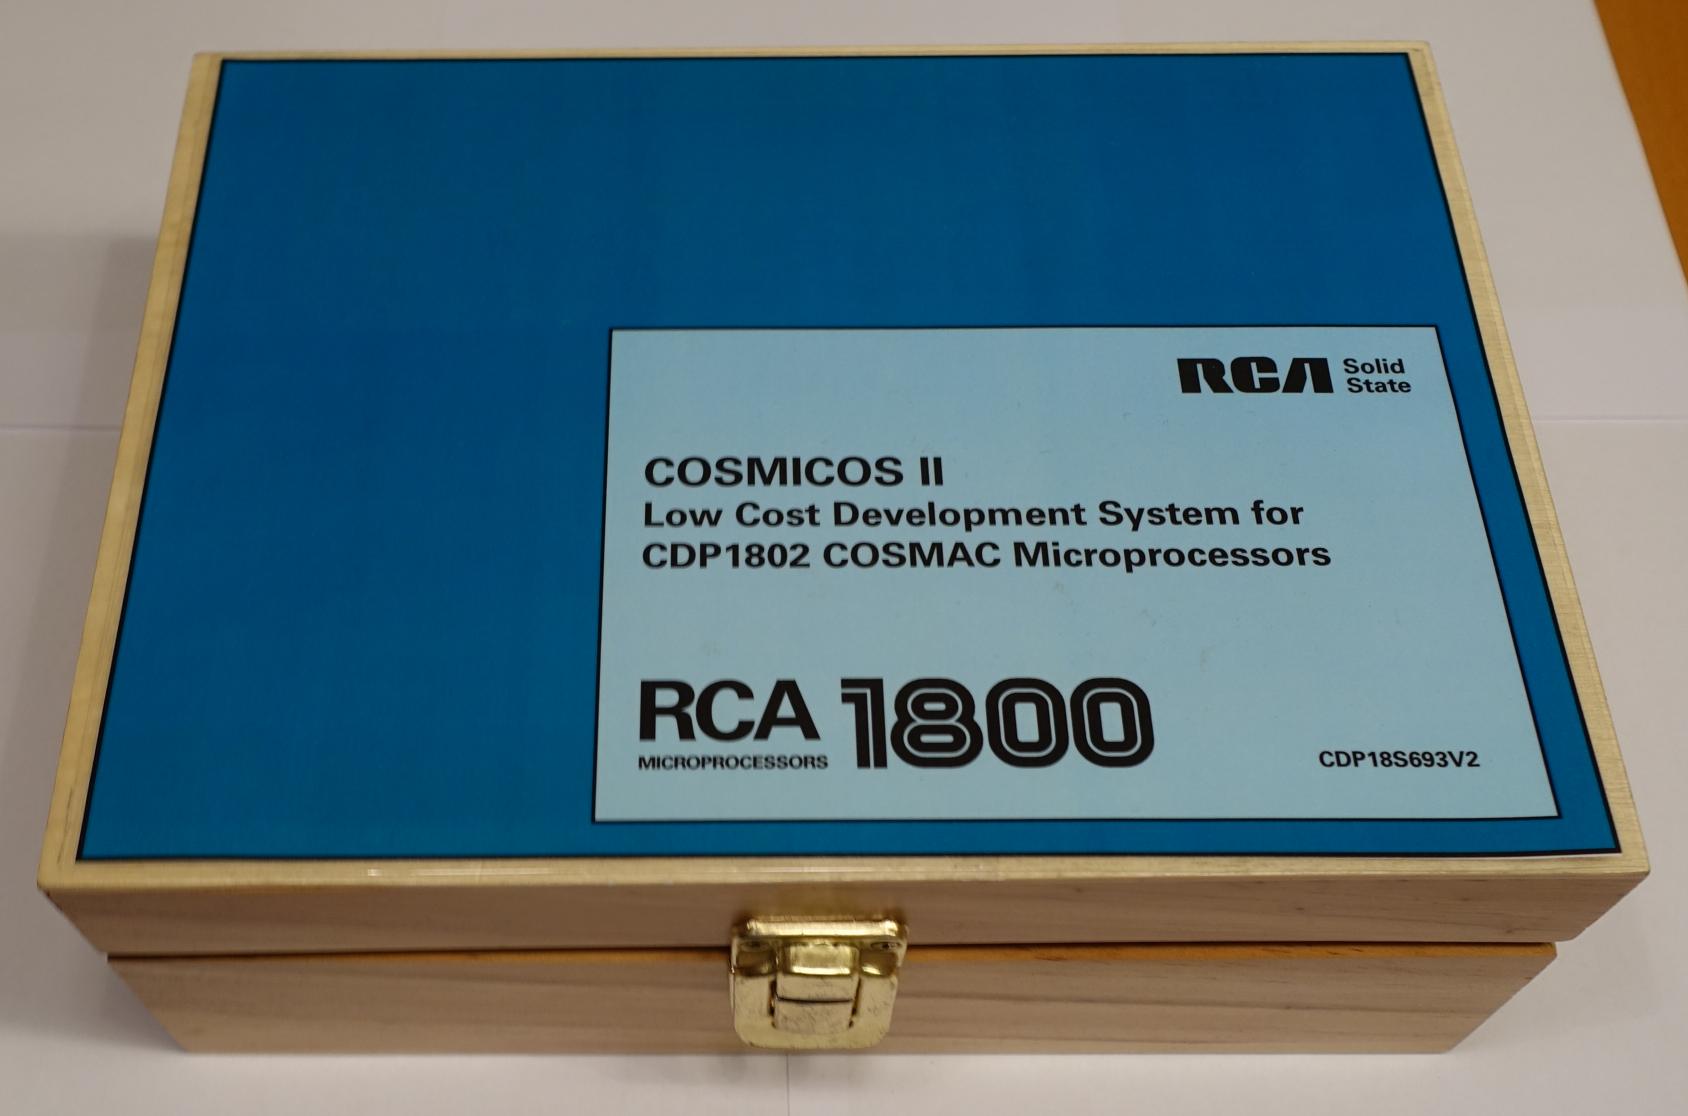 RCA Solid
State
COSMICOS II
Low Cost Development System for
CDP1802 COSMAC Microprocessors
RCA 1800
MICROPROCESSORS
CDP18S693V2